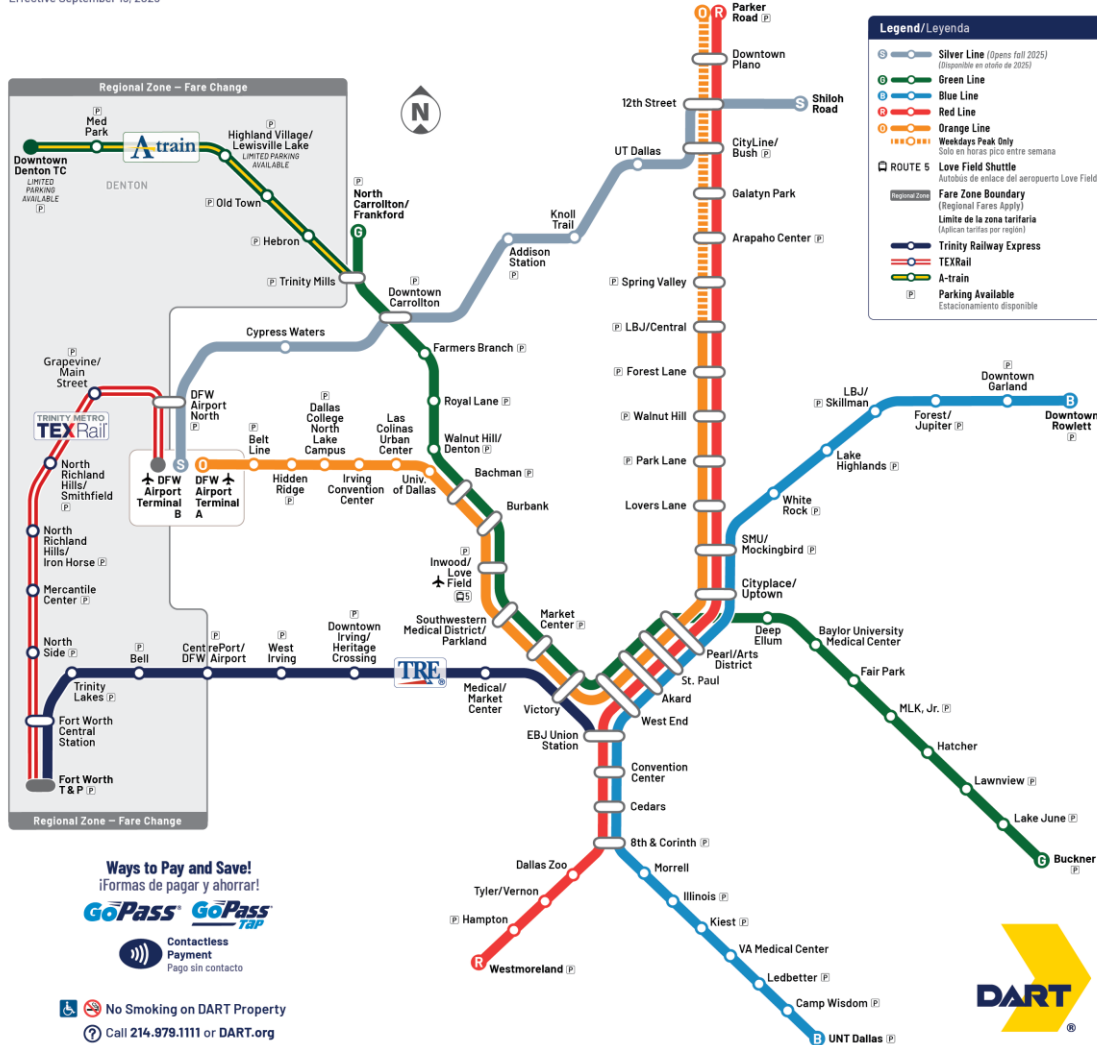 Parker
Road P
Legend/Leyenda
S Silver Line (Opens fall 2025)
(Disponible en otoño de 2025)
G Green Line
B Blue Line
R Red Line
O Orange Line
Weekdays Peak Only
Solo en horas pico entre semana
ROUTE 5 Love Field Shuttle
Autobús de enlace del aeropuerto Love Field
Regional Zone Fare Zone Boundary
(Regional Fares Apply)
Límite de la zona tarifaria
(Aplican tarifas por región)
Trinity Railway Express
TEXRail
A-train
P Parking Available
Estacionamiento disponible
O
R
Downtown
Plano
12th Street
S
Shiloh
Road
CityLine/
Bush P
UT Dallas
Galatyn Park
Knoll
Trail
Arapaho Center P
Addison
Station
P
P Spring Valley
P LBJ/Central
P Forest Lane
P Walnut Hill
P Park Lane
Lovers Lane
SMU/
Mockingbird P
Cityplace/
Uptown
Regional Zone – Fare Change
N
P
Med
Park
A train
P
Highland Village/
Lewisville Lake
LIMITED PARKING
AVAILABLE
Downtown
Denton TC
LIMITED
PARKING
AVAILABLE
P
DENTON
P Old Town
P Hebron
P Trinity Mills
P
North
Carrollton/
Frankford
G
P
Downtown
Carrollton
Cypress Waters
Farmers Branch P
Royal Lane P
Walnut Hill/
Denton P
Bachman P
Burbank
P
Grapevine/
Main
Street
TRINITY METRO
TEXRail
DFW
Airport
North
P
S
O
DFW
Airport
Terminal
B
DFW
Airport
Terminal
A
P
Belt
Line
Hidden
Ridge
P
P
Dallas
College
North
Lake
Campus
Irving
Convention
Center
Las
Colinas
Urban
Center
Univ.
of Dallas
North
Richland
Hills/
Smithfield
P
North
Richland
Hills/
Iron Horse P
Mercantile
Center P
North
Side P
P
Inwood/
Love
Field
5
Southwestern
Medical District/
Parkland
Market
Center P
Victory
P
LBJ/
P Skillman
Forest/
Jupiter P
P
Downtown
Garland
B
Downtown
Rowlett
P
Lake
Highlands P
White
Rock P
Trinity
Lakes P
P
Bell
CentrePort/
DFW Airport
P
West
Irving
P
Downtown
Irving/
Heritage
Crossing
TRE®
Medical/
Market
Center
Fort Worth
Central
Station
Fort Worth
T & P P
Regional Zone – Fare Change
Pearl/Arts
District
St. Paul
Akard
West End
EBJ Union
Station
Convention
Center
Cedars
8th & Corinth P
Deep
Ellum
Baylor University
Medical Center
Fair Park
MLK, Jr. P
Hatcher
Lawnview P
Lake June P
G
Buckner
P
Dallas Zoo
Tyler/Vernon
P Hampton
R
Westmoreland P
Morrell
Illinois P
Kiest P
VA Medical Center
Ledbetter P
Camp Wisdom P
B
UNT Dallas P
Ways to Pay and Save!
¡Formas de pagar y ahorrar!
GoPass® GoPass
TAP
Contactless
Payment
Pago sin contacto
No Smoking on DART Property
? Call 214.979.1111 or DART.org
DART
®